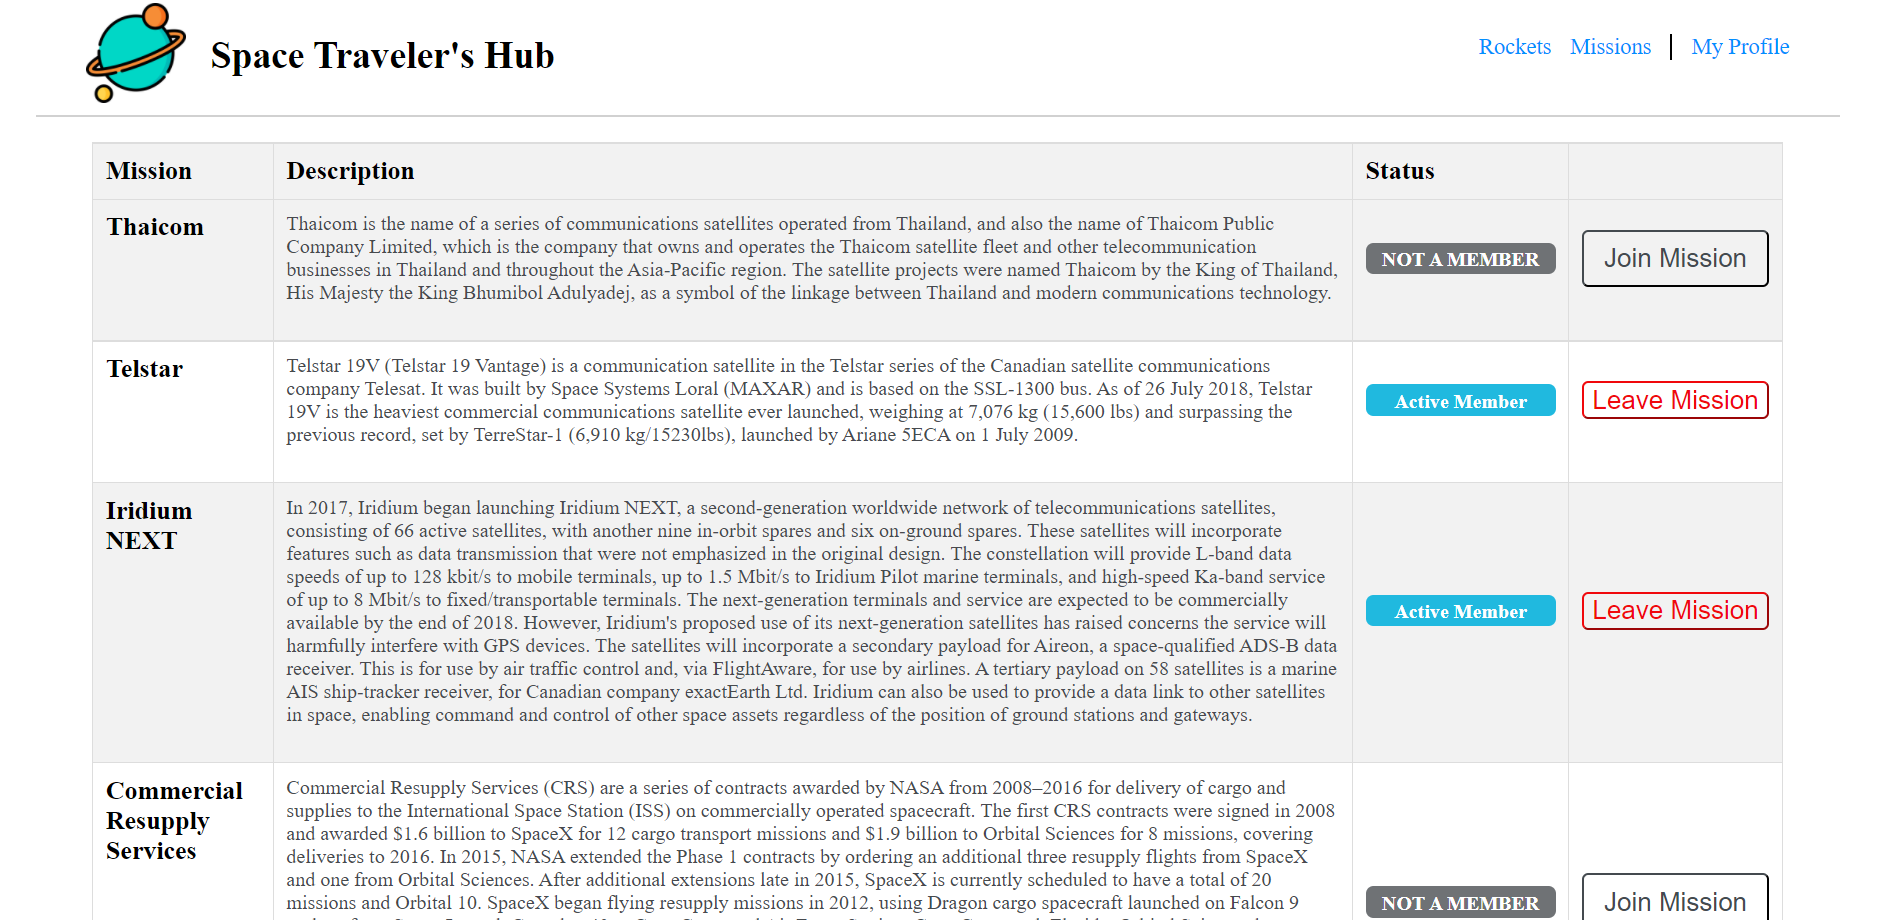 Space Traveler's Hub
Rockets Missions My Profile
Mission Description Status
Thaicom
Thaicom is the name of a series of communications satellites operated from Thailand, and also the name of Thaicom Public
Company Limited, which is the company that owns and operates the Thaicom satellite fleet and other telecommunication
businesses in Thailand and throughout the Asia-Pacific region. The satellite projects were named Thaicom by the King of Thailand,
His Majesty the King Bhumibol Adulyadej, as a symbol of the linkage between Thailand and modern communications technology.
NOT A MEMBER
Join Mission
Telstar
Telstar 19V (Telstar 19 Vantage) is a communication satellite in the Telstar series of the Canadian satellite communications
company Telesat. It was built by Space Systems Loral (MAXAR) and is based on the SSL-1300 bus. As of 26 July 2018, Telstar
19V is the heaviest commercial communications satellite ever launched, weighing at 7,076 kg (15,600 lbs) and surpassing the
previous record, set by TerreStar-1 (6,910 kg/15230lbs), launched by Ariane 5ECA on 1 July 2009.
Active Member
Leave Mission
Iridium
NEXT
In 2017, Iridium began launching Iridium NEXT, a second-generation worldwide network of telecommunications satellites,
consisting of 66 active satellites, with another nine in-orbit spares and six on-ground spares. These satellites will incorporate
features such as data transmission that were not emphasized in the original design. The constellation will provide L-band data
speeds of up to 128 kbit/s to mobile terminals, up to 1.5 Mbit/s to Iridium Pilot marine terminals, and high-speed Ka-band service
of up to 8 Mbit/s to fixed/transportable terminals. The next-generation terminals and service are expected to be commercially
available by the end of 2018. However, Iridium's proposed use of its next-generation satellites has raised concerns the service will
harmfully interfere with GPS devices. The satellites will incorporate a secondary payload for Aireon, a space-qualified ADS-B data
receiver. This is for use by air traffic control and, via FlightAware, for use by airlines. A tertiary payload on 58 satellites is a marine
AIS ship-tracker receiver, for Canadian company exactEarth Ltd. Iridium can also be used to provide a data link to other satellites
in space, enabling command and control of other space assets regardless of the position of ground stations and gateways.
Active Member
Leave Mission
Commercial
Resupply
Services
Commercial Resupply Services (CRS) are a series of contracts awarded by NASA from 2008–2016 for delivery of cargo and
supplies to the International Space Station (ISS) on commercially operated spacecraft. The first CRS contracts were signed in 2008
and awarded $1.6 billion to SpaceX for 12 cargo transport missions and $1.9 billion to Orbital Sciences for 8 missions, covering
deliveries to 2016. In 2015, NASA extended the Phase 1 contracts by ordering an additional three resupply flights from SpaceX
and one from Orbital Sciences. After additional extensions late in 2015, SpaceX is currently scheduled to have a total of 20
missions and Orbital 10. SpaceX began flying resupply missions in 2012, using Dragon cargo spacecraft launched on Falcon 9
NOT A MEMBER
Join Mission